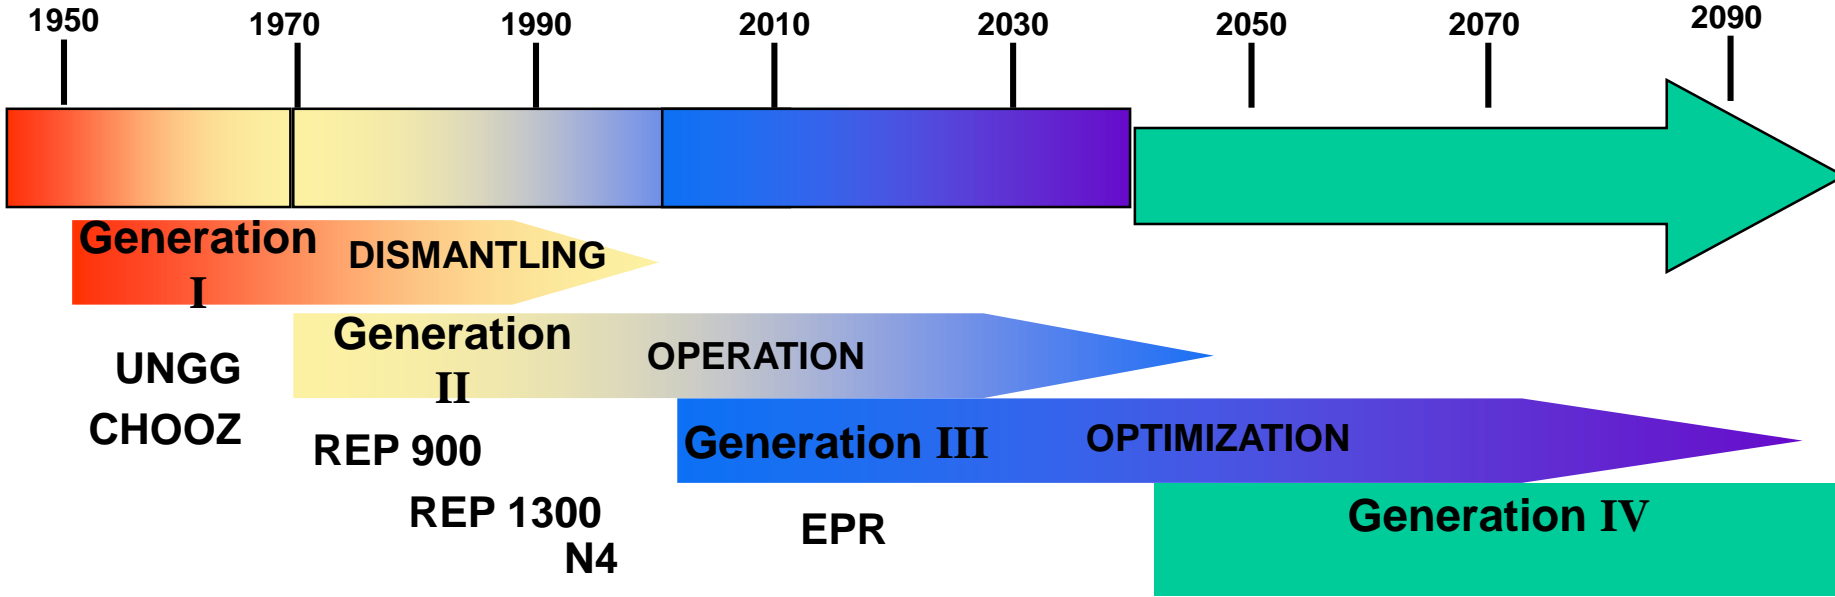 1950 1970 1990 2010 2030 2050 2070 2090
Generation
I
DISMANTLING
Generation
II
OPERATION
UNGG
CHOOZ
REP 900
REP 1300
N4
Generation III
OPTIMIZATION
EPR
Generation IV